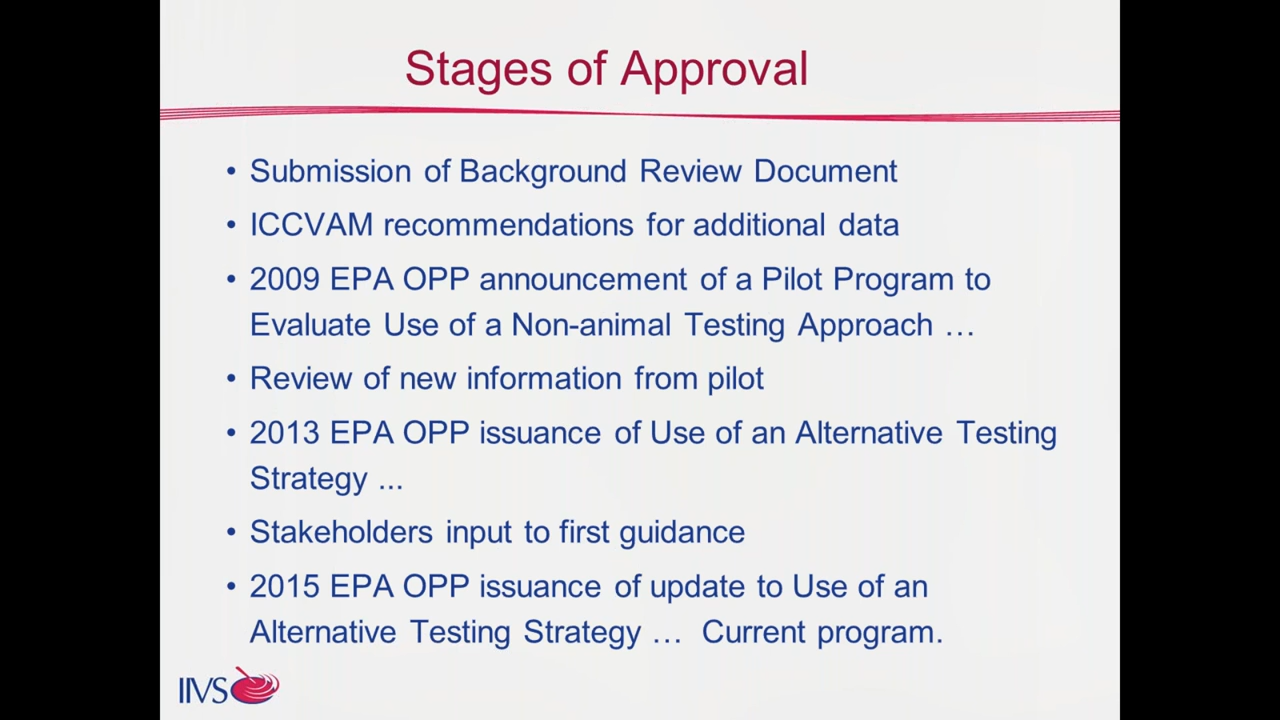 Stages of Approval
• Submission of Background Review Document
• ICCVAM recommendations for additional data
• 2009 EPA OPP announcement of a Pilot Program to
Evaluate Use of a Non-animal Testing Approach …
• Review of new information from pilot
• 2013 EPA OPP issuance of Use of an Alternative Testing
Strategy ...
• Stakeholders input to first guidance
• 2015 EPA OPP issuance of update to Use of an
Alternative Testing Strategy … Current program.
IIVS